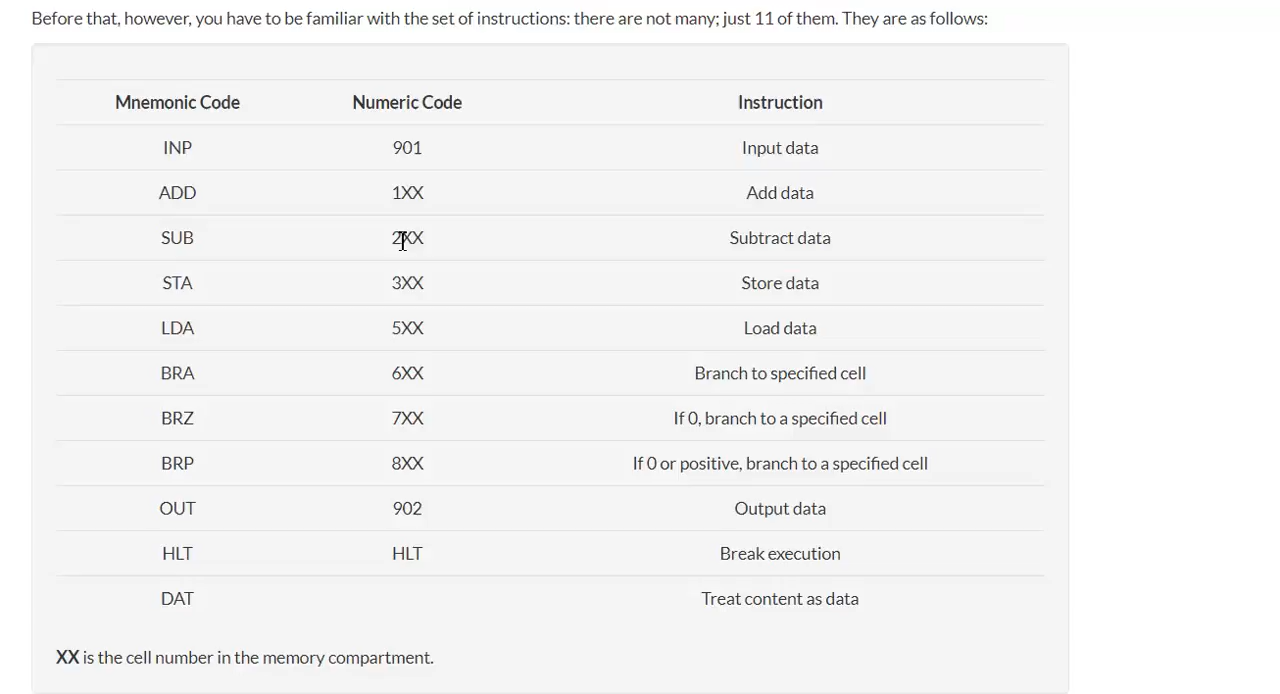 Before that, however, you have to be familiar with the set of instructions: there are not many; just 11 of them. They are as follows:
Mnemonic Code Numeric Code Instruction
INP 901 Input data
ADD 1XX Add data
SUB 2XX Subtract data
STA 3XX Store data
LDA 5XX Load data
BRA 6XX Branch to specified cell
BRZ 7XX If 0, branch to a specified cell
BRP 8XX If 0 or positive, branch to a specified cell
OUT 902 Output data
HLT HLT Break execution
DAT Treat content as data
XX is the cell number in the memory compartment.